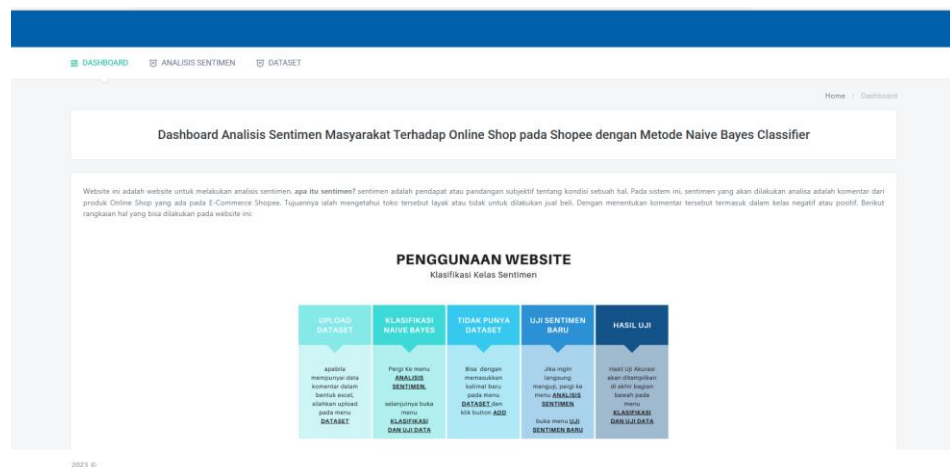 DASHBOARD ANALISIS SENTIMEN DATASET
Home / Dashboard
Dashboard Analisis Sentimen Masyarakat Terhadap Online Shop pada Shopee dengan Metode Naive Bayes Classifier
Website ini adalah website untuk melakukan analisis sentimen. apa itu sentimen? sentimen adalah pendapat atau pandangan subjektif tentang kondisi sebuah hal. Pada sistem ini, sentimen yang akan dilakukan analisa adalah komentar dari
produk Online Shop yang ada pada E-Commerce Shopee. Tujuannya ialah mengetahui toko tersebut layak atau tidak untuk dilakukan jual beli. Dengan menentukan komentar tersebut termasuk dalam kelas negatif atau positif. Berikut
rangkaian hal yang bisa dilakukan pada website ini:
PENGGUNAAN WEBSITE
Klasifikasi Kelas Sentimen
UPLOAD
DATASET
apabila
mempunyai data
komentar dalam
bentuk excel,
silahkan upload
pada menu
DATASET
KLASIFIKASI
NAIVE BAYES
Pergi Ke menu
ANALISIS
SENTIMEN,
selanjutnya buka
menu
KLASIFIKASI
DAN UJI DATA
TIDAK PUNYA
DATASET
Bisa dengan
memasukkan
kalimat baru
pada menu
DATASET dan
klik button ADD
UJI SENTIMEN
BARU
Jika ingin
langsung
menguji, pergi ke
menu ANALISIS
SENTIMEN
buka menu UJI
SENTIMEN BARU
HASIL UJI
Hasil Uji Akurasi
akan ditampilkan
di akhir bagian
bawah pada
menu
KLASIFIKASI
DAN UJI DATA
2023 ©